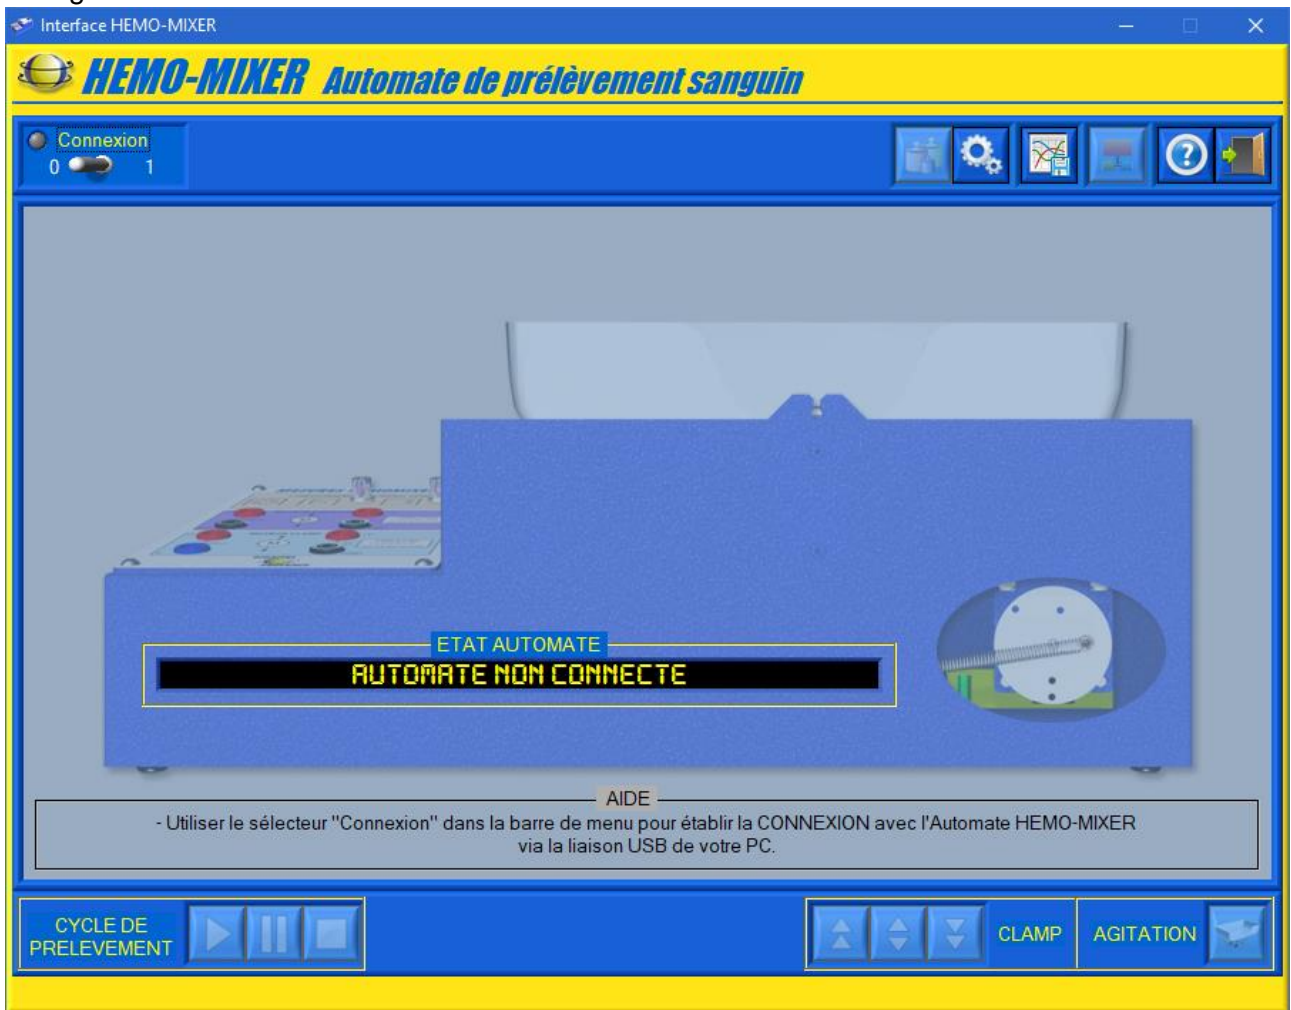 Interface HEMO-MIXER
HEMO-MIXER Automate de prélèvement sanguin
Connexion
0 1
ETAT AUTOMATE
AUTOMATE NON CONNECTE
AIDE
- Utiliser le sélecteur "Connexion" dans la barre de menu pour établir la CONNEXION avec l'Automate HEMO-MIXER
via la liaison USB de votre PC.
CYCLE DE
PRELEVEMENT
CLAMP
AGITATION